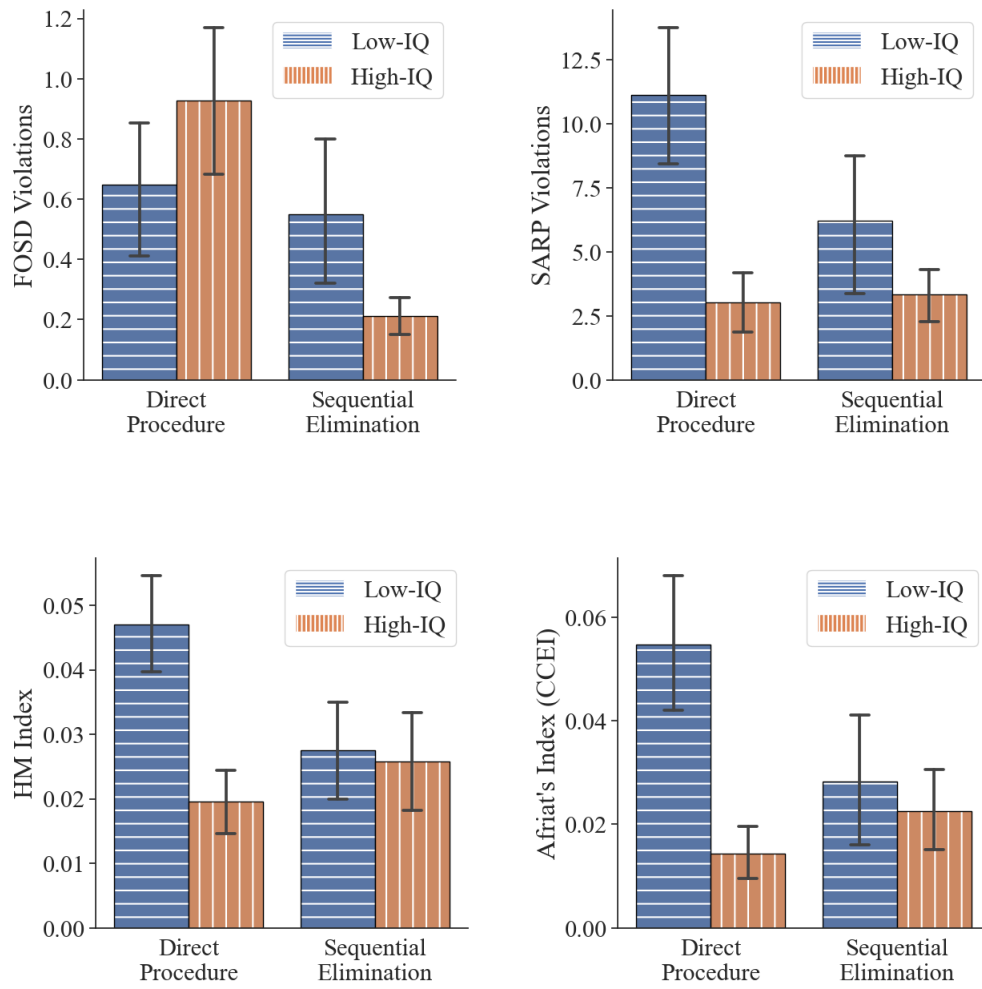 FOSD Violations
1.2
1.0
0.8
0.6
0.4
0.2
0.0
Low-IQ
High-IQ
Direct
Procedure
Sequential
Elimination
SARP Violations
12.5
10.0
7.5
5.0
2.5
0.0
Low-IQ
High-IQ
Direct
Procedure
Sequential
Elimination
HM Index
0.05
0.04
0.03
0.02
0.01
0.00
Low-IQ
High-IQ
Direct
Procedure
Sequential
Elimination
Afriat's Index (CCEI)
0.06
0.04
0.02
0.00
Low-IQ
High-IQ
Direct
Procedure
Sequential
Elimination